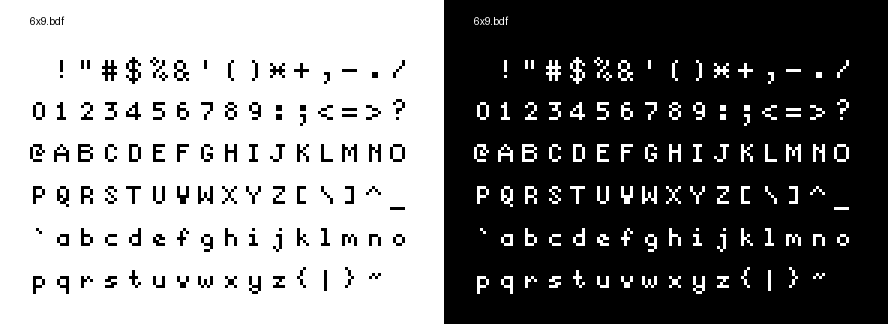 6x9.bdf 6x9.bdf
! " # $ % & ' ( ) * + , - . /
0 1 2 3 4 5 6 7 8 9 : ; < = > ?
@ A B C D E F G H I J K L M N O
P Q R S T U V W X Y Z [ \ ] ^ _
` a b c d e f g h i j k l m n o
p q r s t u v w x y z { | } ~
! " # $ % & ' ( ) * + , - . /
0 1 2 3 4 5 6 7 8 9 : ; < = > ?
@ A B C D E F G H I J K L M N O
P Q R S T U V W X Y Z [ \ ] ^ _
` a b c d e f g h i j k l m n o
p q r s t u v w x y z { | } ~